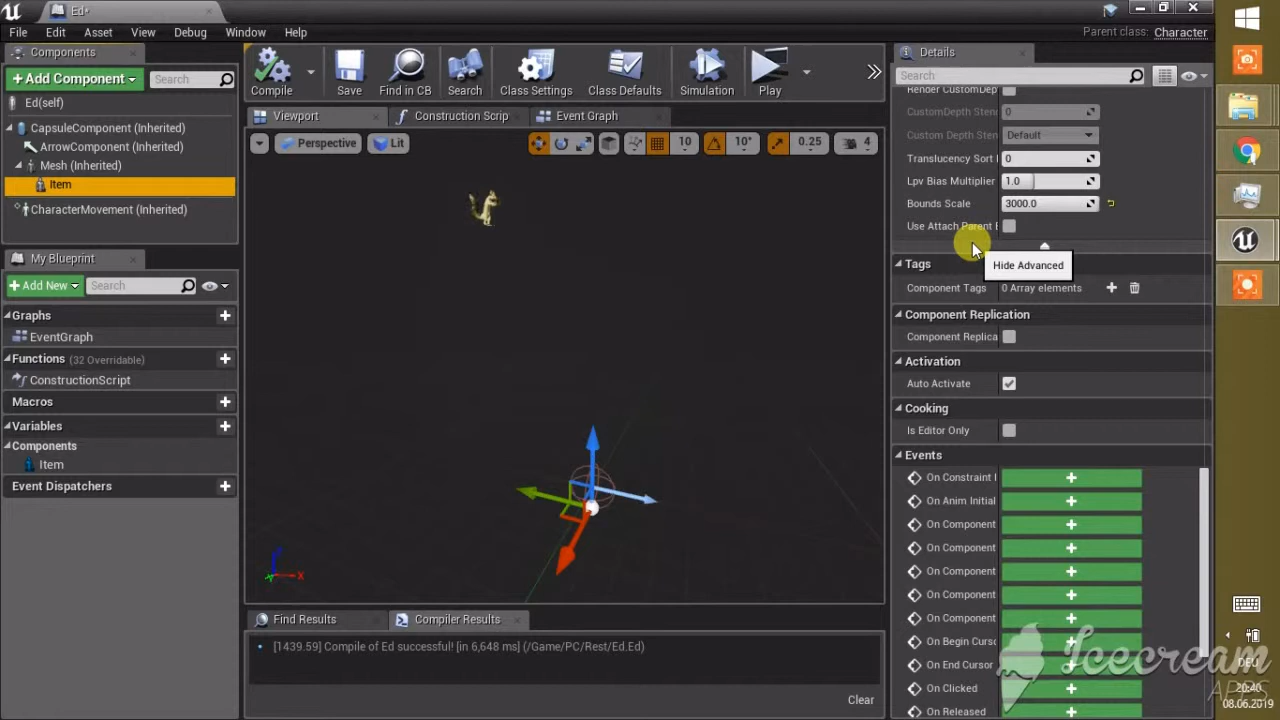 Ed*
File Edit Asset View Debug Window Help
Parent class: Character
Components
Add Component
Search
Ed(self)
CapsuleComponent (Inherited)
ArrowComponent (Inherited)
Mesh (Inherited)
Item
CharacterMovement (Inherited)
My Blueprint
Add New
Search
Graphs
EventGraph
Functions (32 Overridable)
ConstructionScript
Macros
Variables
Components
Item
Event Dispatchers
Compile
Save
Find in CB
Search
Class Settings
Class Defaults
Simulation
Play
Viewport
Construction Scrip
Event Graph
Perspective
Lit
10
10°
0.25
4
X
Find Results
Compiler Results
[1439.59] Compile of Ed successful! [in 6,648 ms] (/Game/PC/Rest/Ed.Ed)
Clear
Details
Search
Render CustomDep
CustomDepth Sten 0
Custom Depth Sten Default
Translucency Sort 0
Lpv Bias Multiplier 1.0
Bounds Scale 3000.0
Use Attach Parent B
Hide Advanced
Tags
Component Tags 0 Array elements
Component Replication
Component Replica
Activation
Auto Activate
Cooking
Is Editor Only
Events
On Constraint
On Anim Initial
On Component
On Component
On Component
On Component
On Component
On Component
On Begin Curso
On End Cursor
On Clicked
On Released
Icecream
APPS
DEU
20:40
08.06.2019